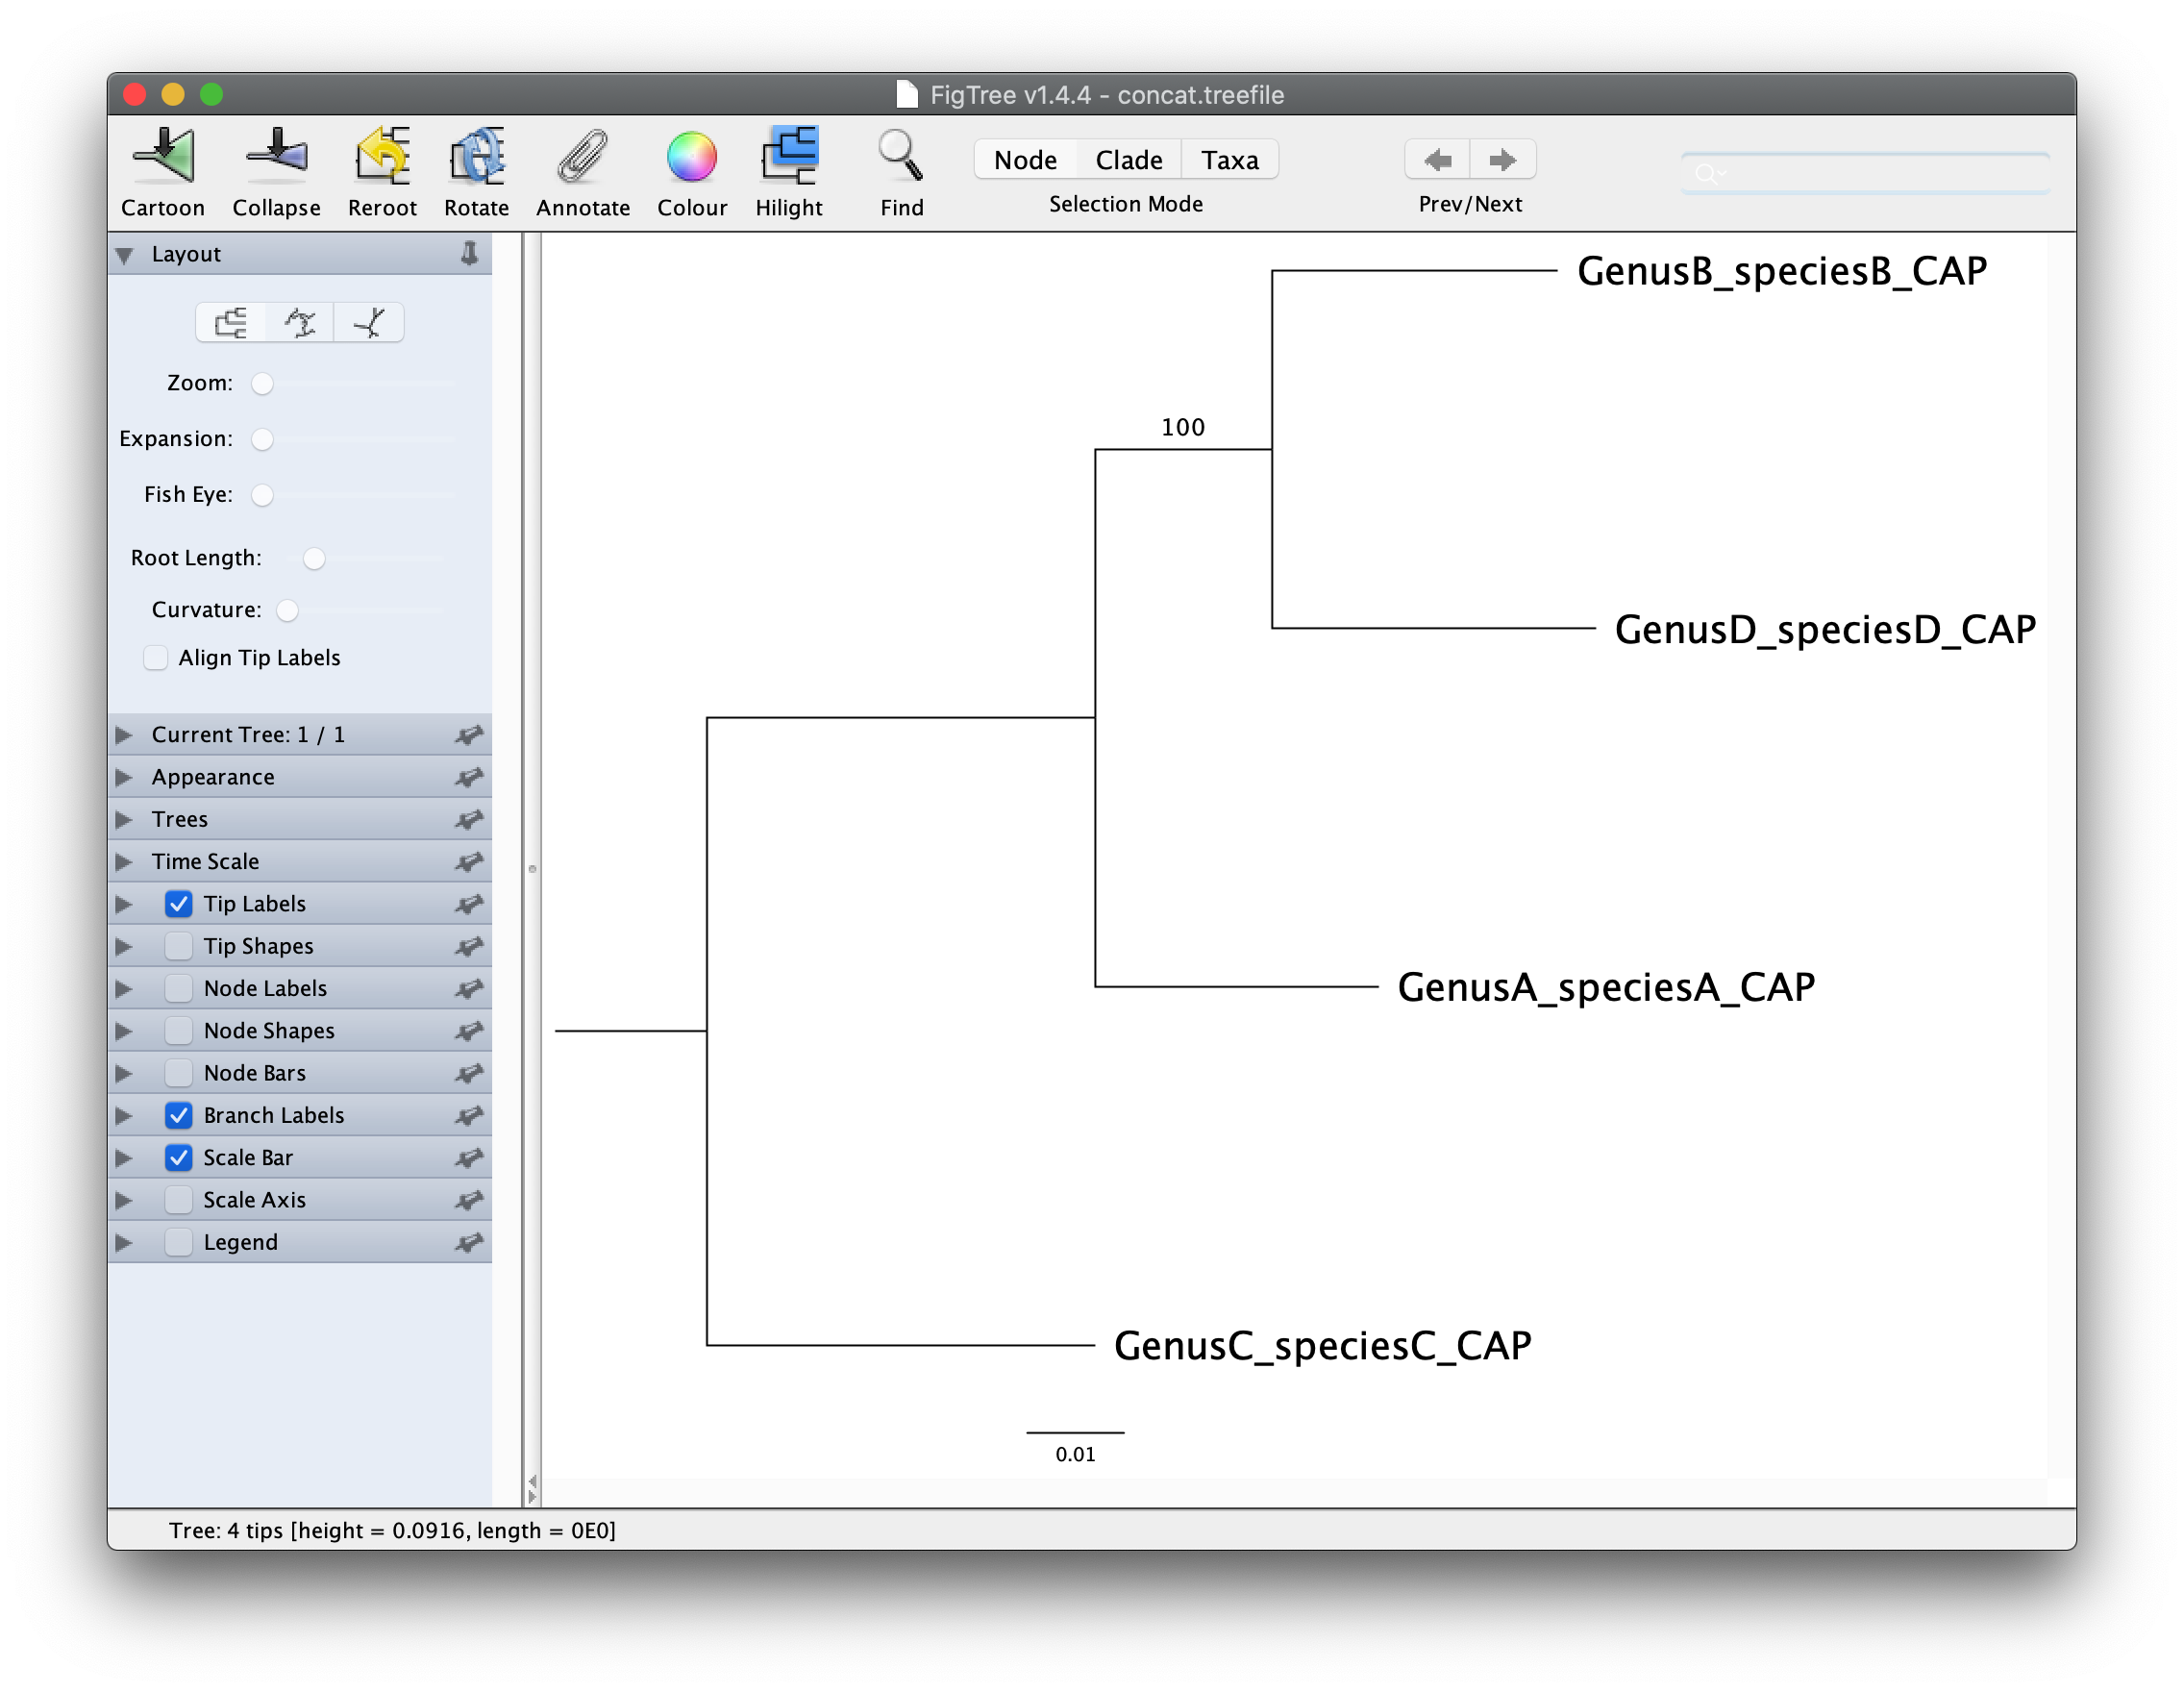 FigTree v1.4.4 - concat.treefile
Cartoon
Collapse
Reroot
Rotate
Annotate
Colour
Hilight
Find
Node
Clade
Taxa
Selection Mode
Prev/Next
Layout
Zoom:
Expansion:
Fish Eye:
Root Length:
Curvature:
Align Tip Labels
Current Tree: 1 / 1
Appearance
Trees
Time Scale
Tip Labels
Tip Shapes
Node Labels
Node Shapes
Node Bars
Branch Labels
Scale Bar
Scale Axis
Legend
GenusB_speciesB_CAP
100
GenusD_speciesD_CAP
GenusA_speciesA_CAP
GenusC_speciesC_CAP
0.01
Tree: 4 tips [height = 0.0916, length = 0E0]